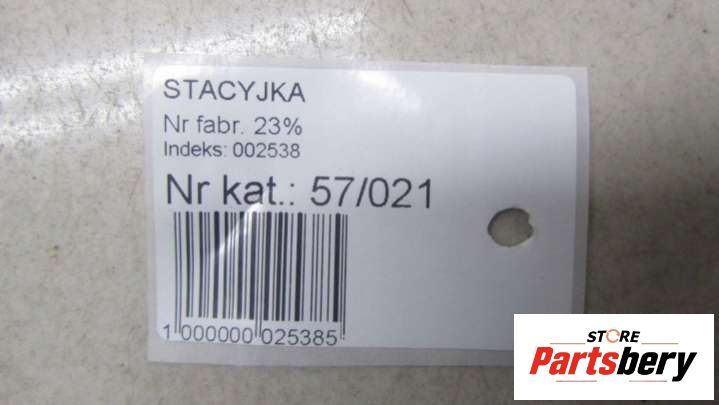 STACYJKA
Nr fabr. 23%
Indeks: 002538
Nr kat.: 57/021
1 000000 025385
STORE
Partsbery